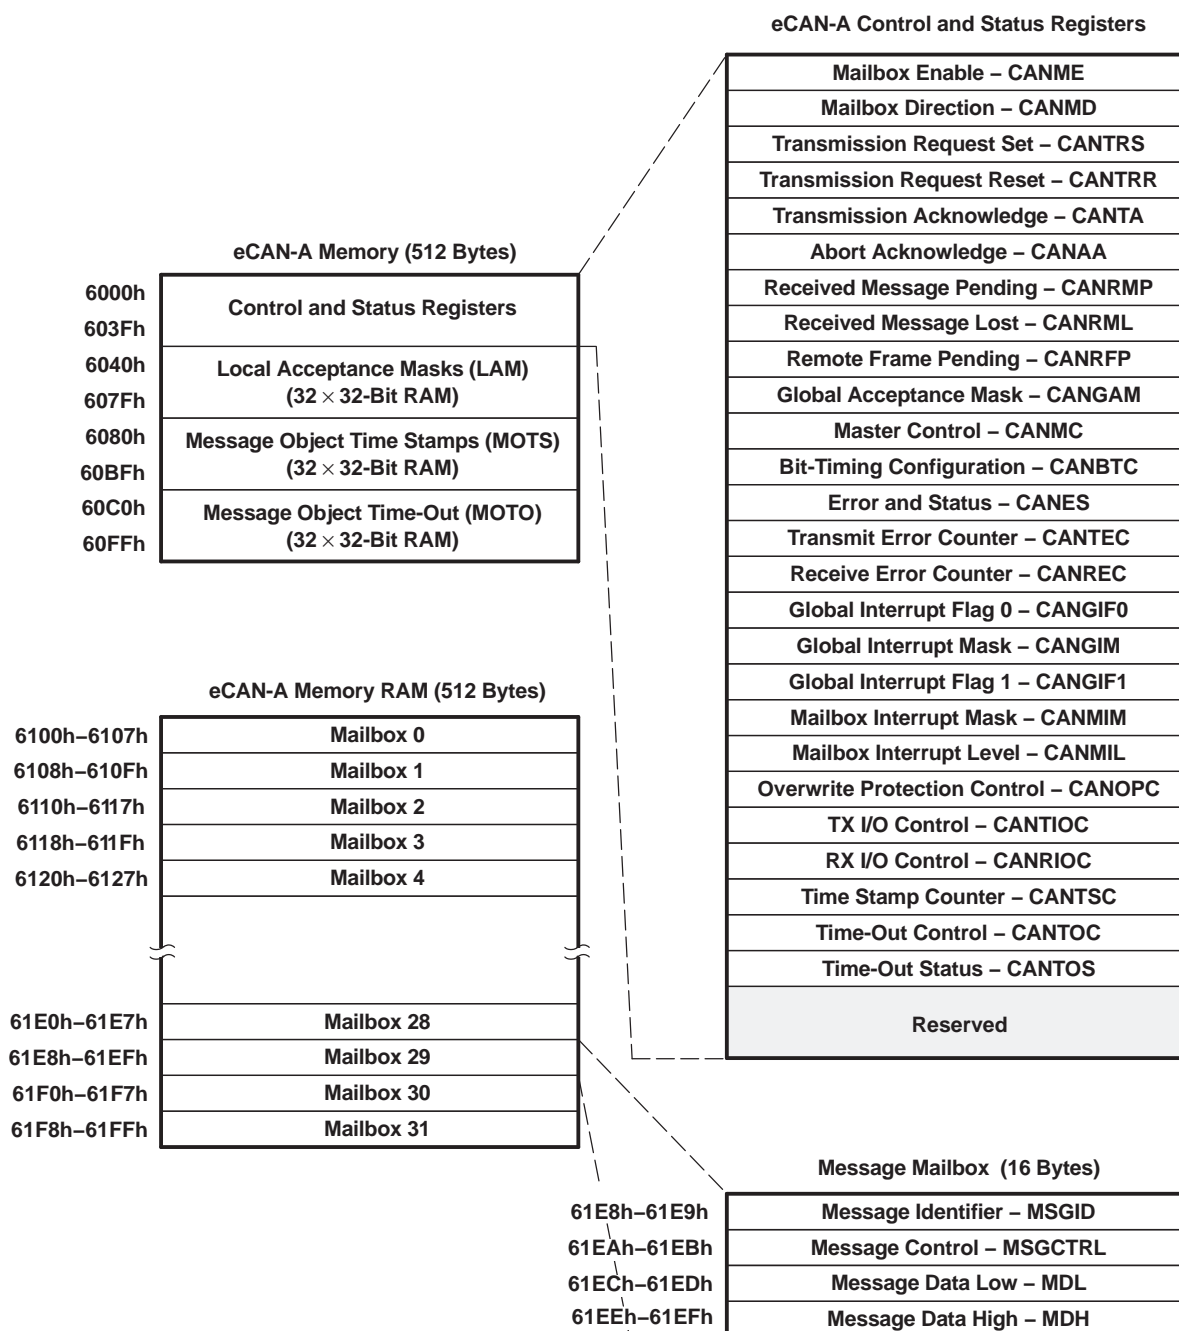 eCAN-A Control and Status Registers
Mailbox Enable – CANME
Mailbox Direction – CANMD
Transmission Request Set – CANTRS
Transmission Request Reset – CANTRR
Transmission Acknowledge – CANTA
Abort Acknowledge – CANAA
Received Message Pending – CANRMP
Received Message Lost – CANRML
Remote Frame Pending – CANRFP
Global Acceptance Mask – CANGAM
Master Control – CANMC
Bit-Timing Configuration – CANBTC
Error and Status – CANES
Transmit Error Counter – CANTEC
Receive Error Counter – CANREC
Global Interrupt Flag 0 – CANGIF0
Global Interrupt Mask – CANGIM
Global Interrupt Flag 1 – CANGIF1
Mailbox Interrupt Mask – CANMIM
Mailbox Interrupt Level – CANMIL
Overwrite Protection Control – CANOPC
TX I/O Control – CANTIOC
RX I/O Control – CANRIOC
Time Stamp Counter – CANTSC
Time-Out Control – CANTOC
Time-Out Status – CANTOS
Reserved
eCAN-A Memory (512 Bytes)
6000h
Control and Status Registers
603Fh
6040h
Local Acceptance Masks (LAM)
(32 × 32-Bit RAM)
607Fh
6080h
Message Object Time Stamps (MOTS)
(32 × 32-Bit RAM)
60BFh
60C0h
Message Object Time-Out (MOTO)
(32 × 32-Bit RAM)
60FFh
eCAN-A Memory RAM (512 Bytes)
6100h–6107h Mailbox 0
6108h–610Fh Mailbox 1
6110h–6117h Mailbox 2
6118h–611Fh Mailbox 3
6120h–6127h Mailbox 4
61E0h–61E7h Mailbox 28
61E8h–61EFh Mailbox 29
61F0h–61F7h Mailbox 30
61F8h–61FFh Mailbox 31
Message Mailbox (16 Bytes)
61E8h–61E9h Message Identifier – MSGID
61EAh–61EBh Message Control – MSGCTRL
61ECh–61EDh Message Data Low – MDL
61EEh–61EFh Message Data High – MDH